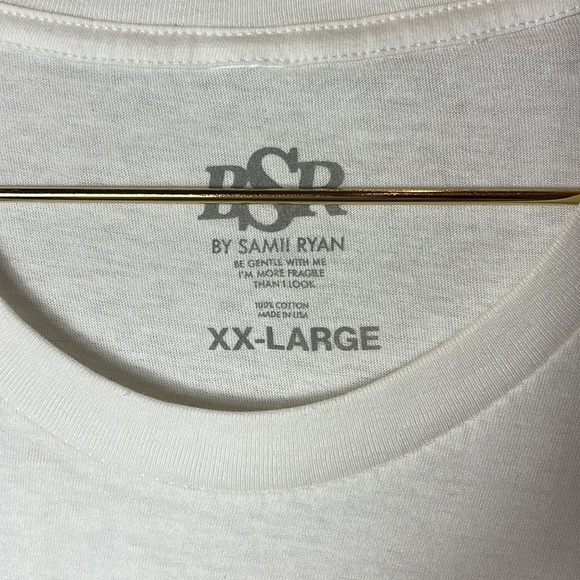 BSR
BY SAMII RYAN
BE GENTLE WITH ME
I'M MORE FRAGILE
THAN I LOOK
100% COTTON
MADE IN USA
XX-LARGE